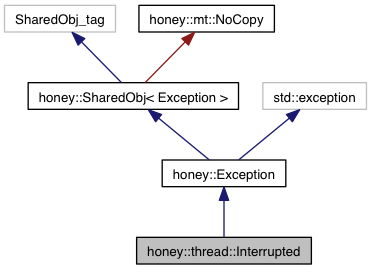 SharedObj_tag
honey::mt::NoCopy
honey::SharedObj< Exception >
std::exception
honey::Exception
honey::thread::Interrupted